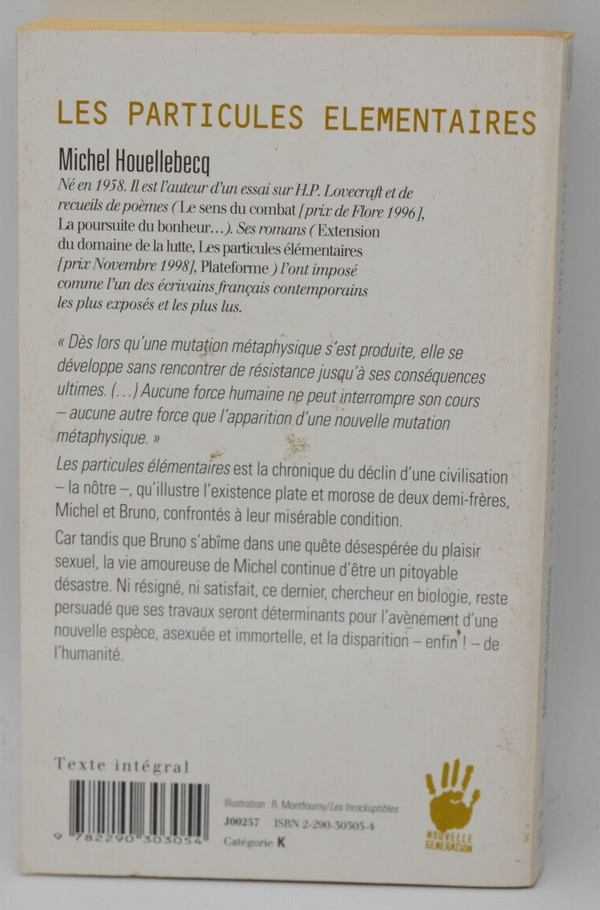 LES PARTICULES ELEMENTAIRES
Michel Houellebecq
Né en 1958. Il est l'auteur d'un essai sur H.P. Lovecraft et de
recueils de poèmes ( Le sens du combat [prix de Flore 1996],
La poursuite du bonheur...). Ses romans ( Extension
du domaine de la lutte, Les particules élémentaires
[prix Novembre 1998], Plateforme ) l'ont imposé
comme l'un des écrivains français contemporains
les plus exposés et les plus lus.
« Dès lors qu'une mutation métaphysique s'est produite, elle se
développe sans rencontrer de résistance jusqu'à ses conséquences
ultimes. (...) Aucune force humaine ne peut interrompre son cours
– aucune autre force que l'apparition d'une nouvelle mutation
métaphysique. »
Les particules élémentaires est la chronique du déclin d'une civilisation
– la nôtre –, qu'illustre l'existence plate et morose de deux demi-frères,
Michel et Bruno, confrontés à leur misérable condition.
Car tandis que Bruno s'abîme dans une quête désespérée du plaisir
sexuel, la vie amoureuse de Michel continue d'être un pitoyable
désastre. Ni résigné, ni satisfait, ce dernier, chercheur en biologie, reste
persuadé que ses travaux seront déterminants pour l'avènement d'une
nouvelle espèce, asexuée et immortelle, et la disparition – enfin ! – de
l'humanité.
Texte intégral
Illustration : R. Montfourny/Les Inrockuptibles
J00257 ISBN 2-290-30305-4
Catégorie K
9 782290 303054
NOUVELLE
GENERATION